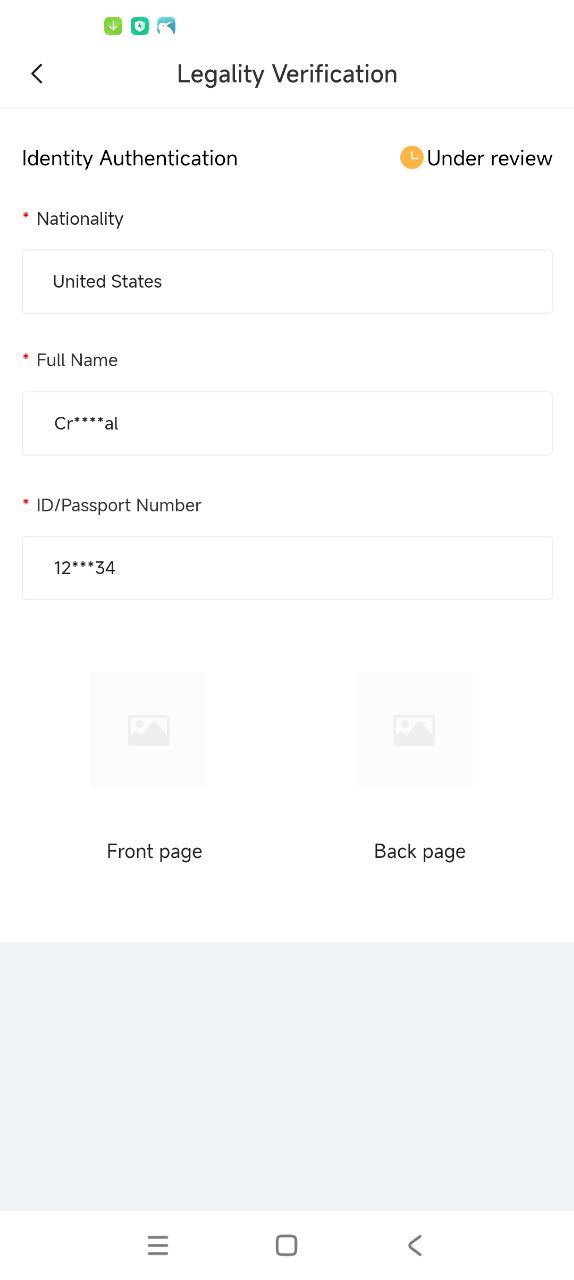 Legality Verification
Identity Authentication Under review
* Nationality
United States
* Full Name
Cr****al
* ID/Passport Number
12***34
Front page Back page